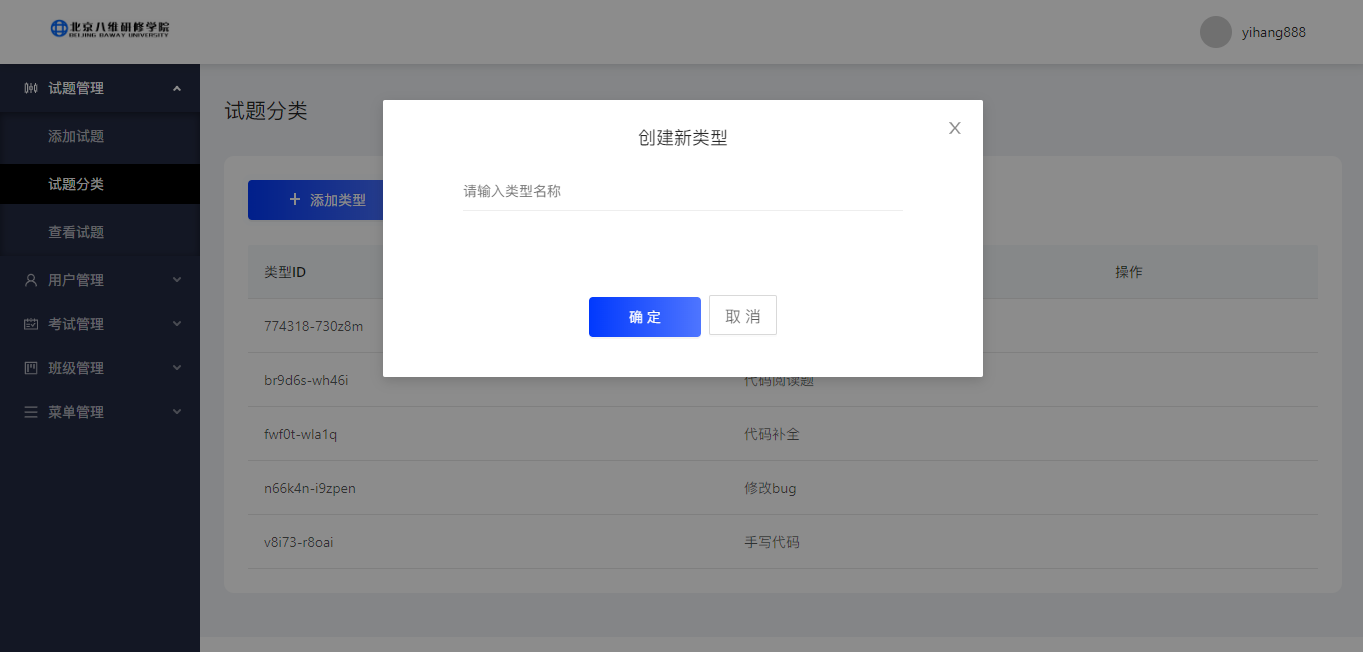 北京八维研修学院
BEIJING BAWAY UNIVERSITY
yihang888
试题管理
添加试题
试题分类
查看试题
用户管理
考试管理
班级管理
菜单管理
试题分类
+ 添加类型
创建新类型
X
请输入类型名称
确 定 取 消
类型ID 操作
774318-730z8m
br9d6s-wh46i 代码阅读题
fwf0t-wla1q 代码补全
n66k4n-i9zpen 修改bug
v8i73-r8oai 手写代码